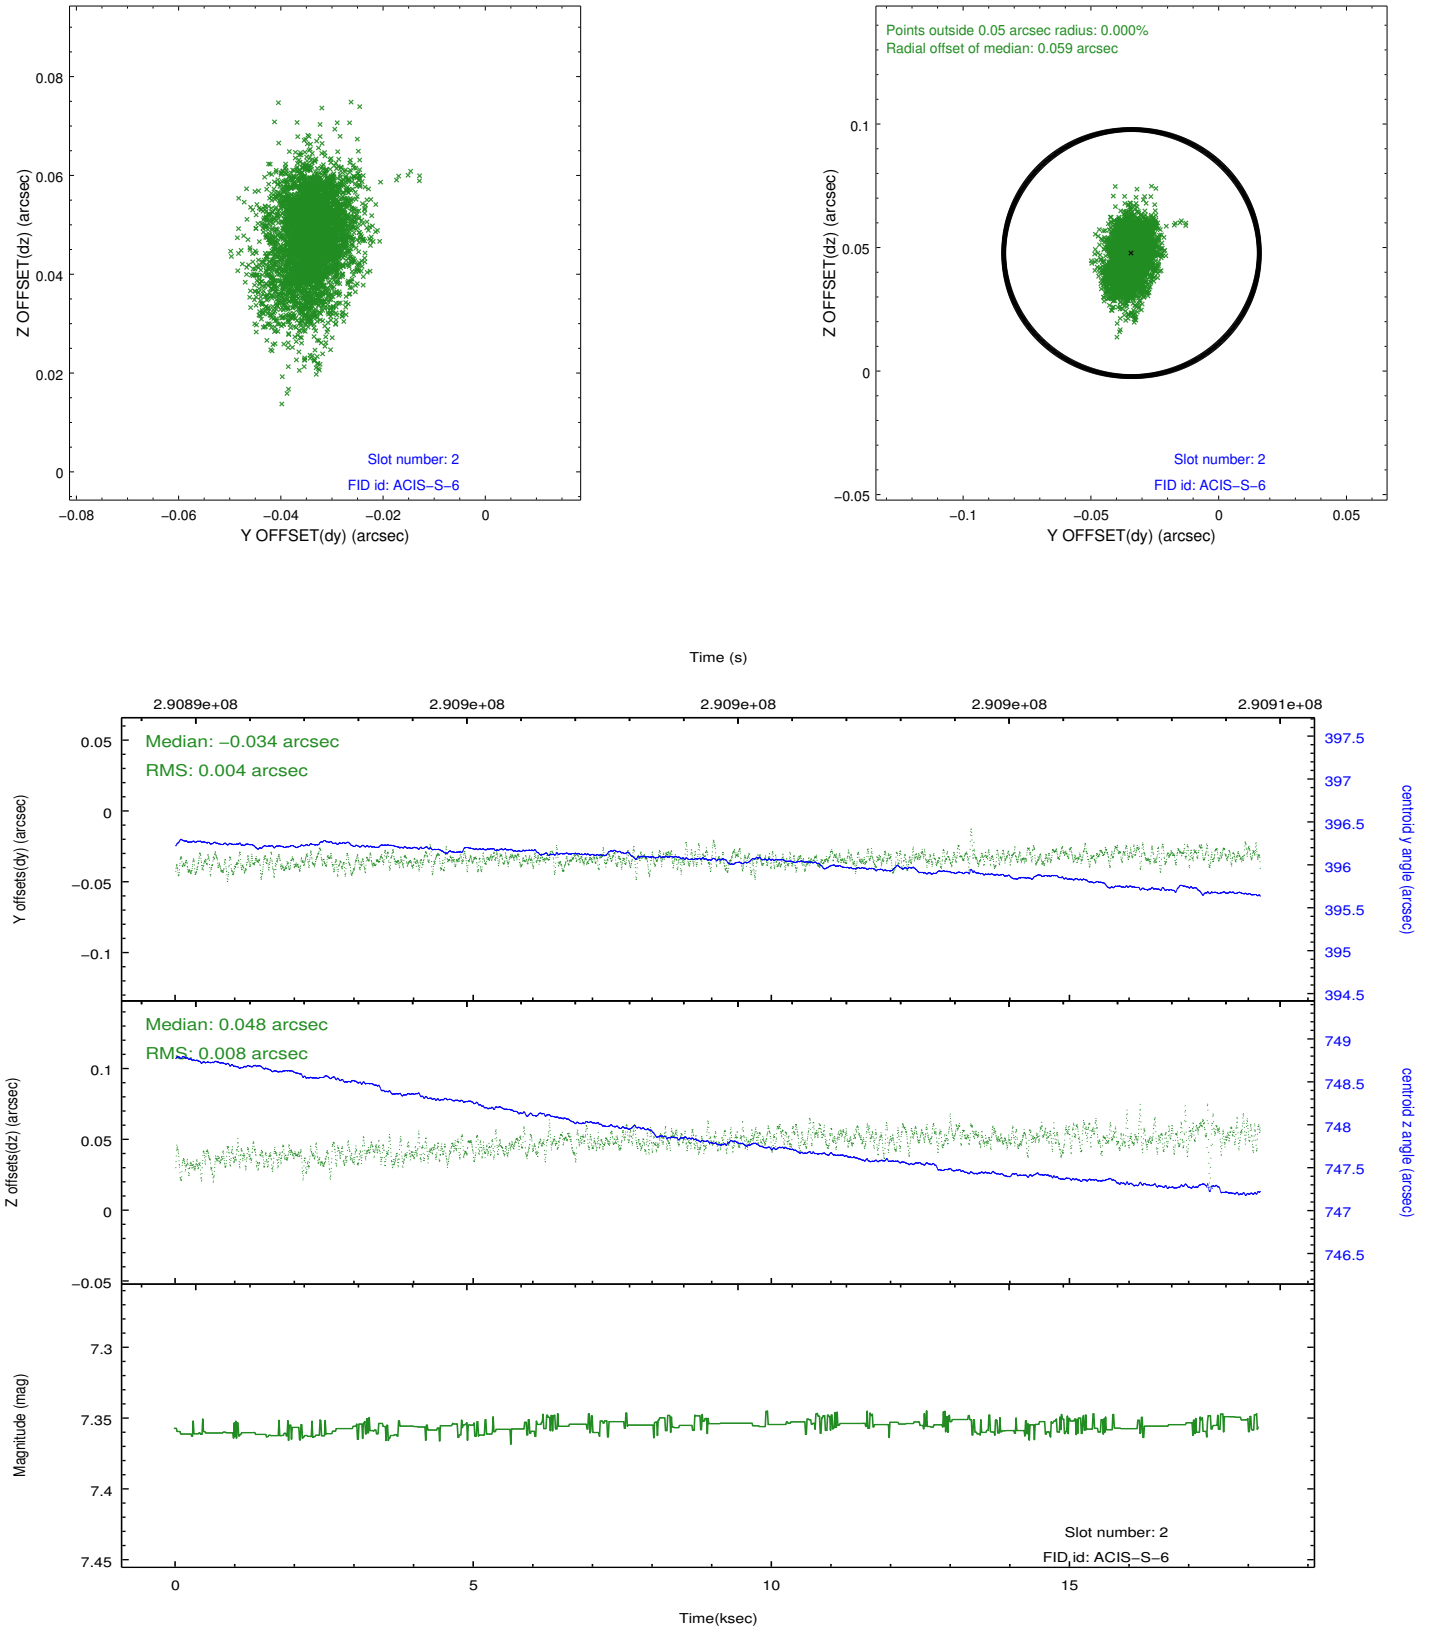 0.08
0.06
0.04
0.02
0
Z OFFSET(dz) (arcsec)
Slot number: 2
FID id: ACIS−S−6
−0.08 −0.06 −0.04 −0.02 0
Y OFFSET(dy) (arcsec)
Points outside 0.05 arcsec radius: 0.000%
Radial offset of median: 0.059 arcsec
0.1
0.05
0
−0.05
Z OFFSET(dz) (arcsec)
Slot number: 2
FID id: ACIS−S−6
−0.1 −0.05 0 0.05
Y OFFSET(dy) (arcsec)
Time (s)
2.9089e+08 2.909e+08 2.909e+08 2.909e+08 2.9091e+08
Median: −0.034 arcsec
RMS: 0.004 arcsec
0.05
0
−0.05
−0.1
Y offsets(dy) (arcsec)
397.5
397
396.5
396
395.5
395
394.5
centroid y angle (arcsec)
Median: 0.048 arcsec
RMS: 0.008 arcsec
0.1
0.05
0
−0.05
Z offsets(dz) (arcsec)
749
748.5
748
747.5
747
746.5
centroid z angle (arcsec)
7.3
7.35
7.4
7.45
Magnitude (mag)
Slot number: 2
FID id: ACIS−S−6
0 5 10 15
Time(ksec)